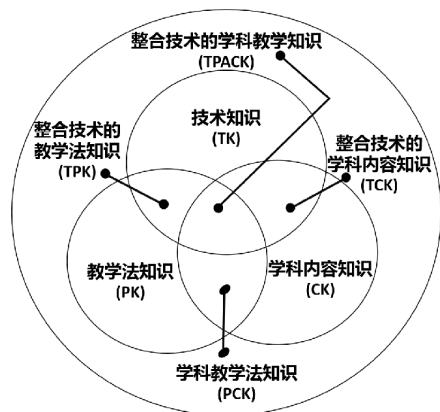 整合技术的学科教学知识
(TPACK)
技术知识
(TK)
整合技术的
教学法知识
(TPK)
整合技术的
学科内容知识
(TCK)
教学法知识
(PK)
学科内容知识
(CK)
学科教学法知识
(PCK)